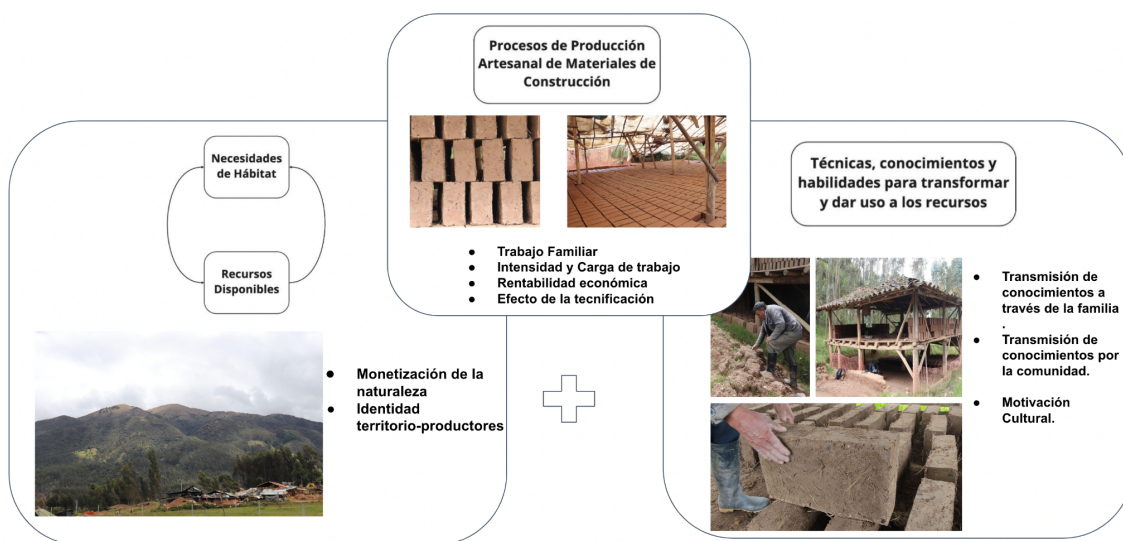 Procesos de Producción
Artesanal de Materiales de
Construcción
Trabajo Familiar
Intensidad y Carga de trabajo
Rentabilidad económica
Efecto de la tecnificación
Necesidades
de Hábitat
Recursos
Disponibles
Monetización de la
naturaleza
Identidad
territorio-productores
Técnicas, conocimientos y
habilidades para transformar
y dar uso a los recursos
Transmisión de
conocimientos a
través de la familia
.
Transmisión de
conocimientos por
la comunidad.
Motivación
Cultural.